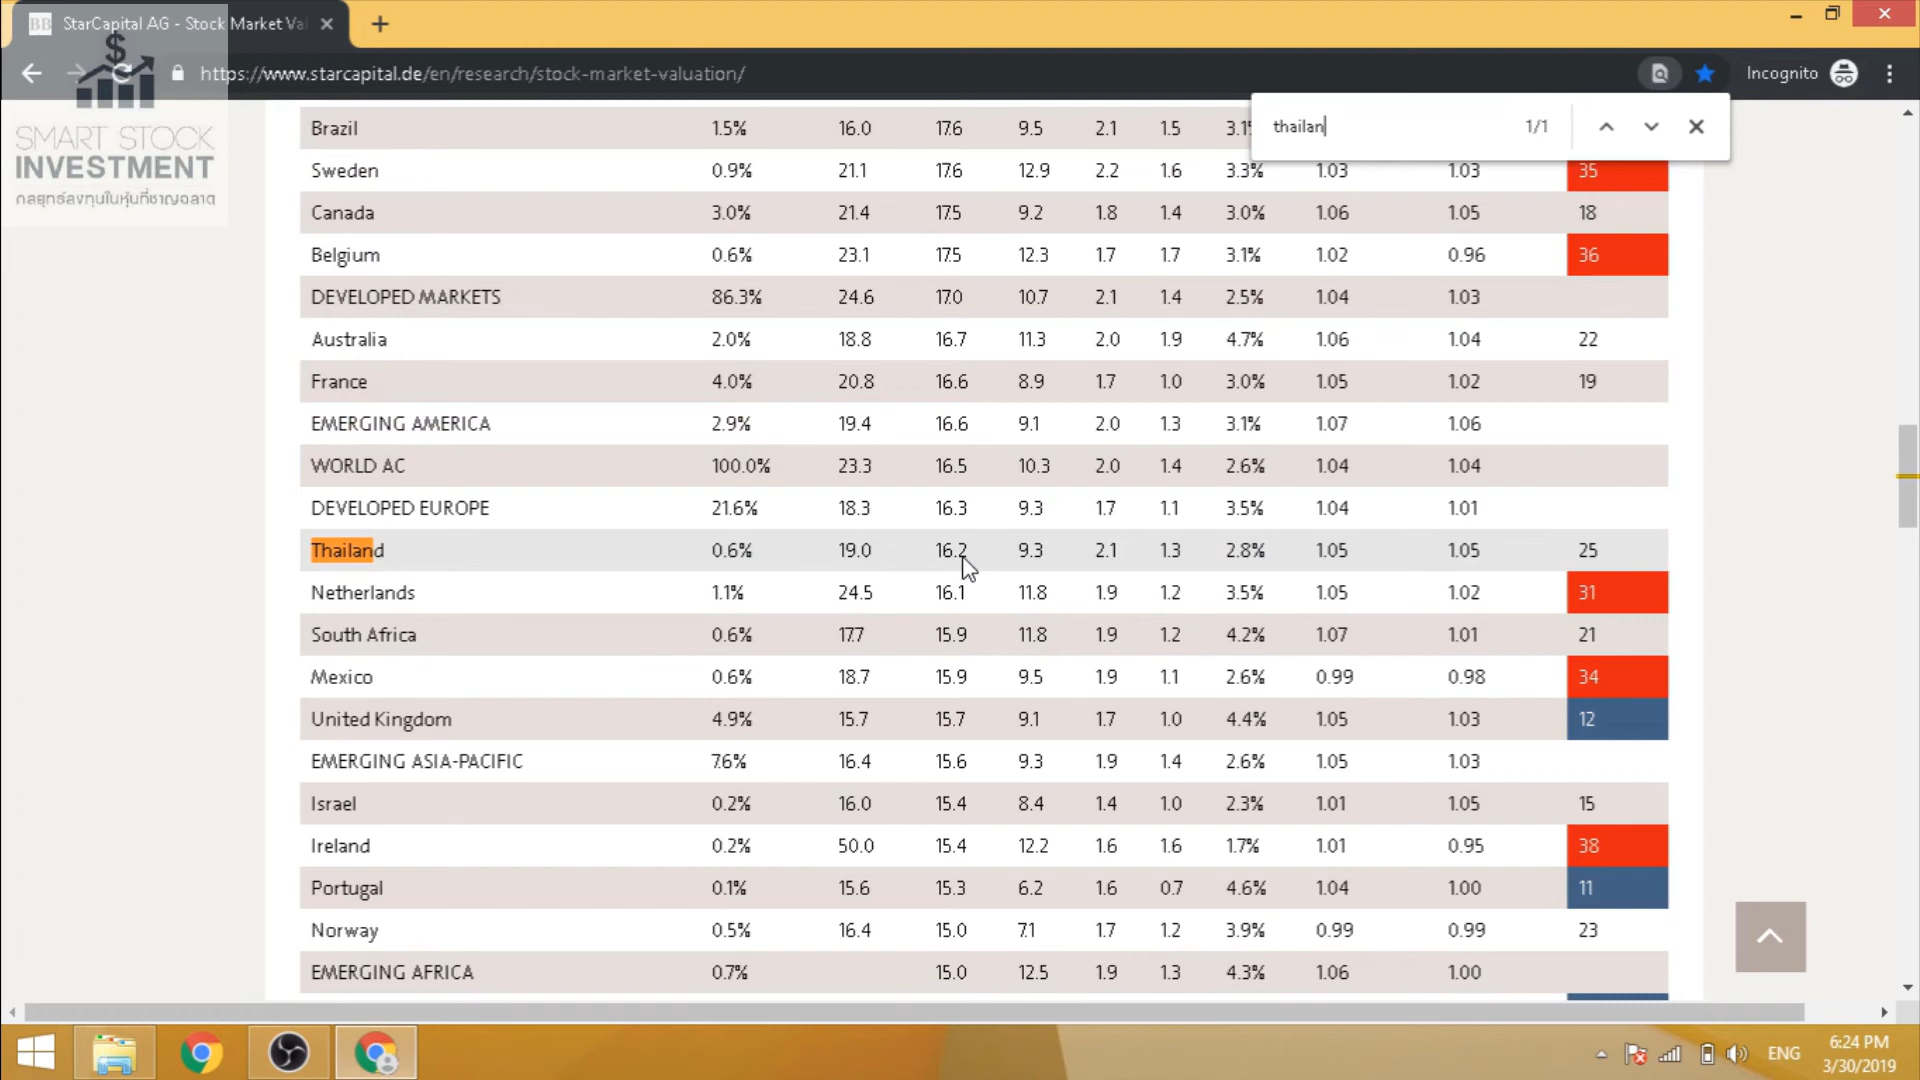 BB StarCapital AG - Stock Market Val
https://www.starcapital.de/en/research/stock-market-valuation/
Incognito
thailan 1/1
SMART STOCK
INVESTMENT
กลยุทธ์ลงทุนในหุ้นที่ชาญฉลาด
Brazil 1.5% 16.0 17.6 9.5 2.1 1.5
Sweden 0.9% 21.1 17.6 12.9 2.2 1.6 3.3% 1.03 1.03 35
Canada 3.0% 21.4 17.5 9.2 1.8 1.4 3.0% 1.06 1.05 18
Belgium 0.6% 23.1 17.5 12.3 1.7 1.7 3.1% 1.02 0.96 36
DEVELOPED MARKETS 86.3% 24.6 17.0 10.7 2.1 1.4 2.5% 1.04 1.03
Australia 2.0% 18.8 16.7 11.3 2.0 1.9 4.7% 1.06 1.04 22
France 4.0% 20.8 16.6 8.9 1.7 1.0 3.0% 1.05 1.02 19
EMERGING AMERICA 2.9% 19.4 16.6 9.1 2.0 1.3 3.1% 1.07 1.06
WORLD AC 100.0% 23.3 16.5 10.3 2.0 1.4 2.6% 1.04 1.04
DEVELOPED EUROPE 21.6% 18.3 16.3 9.3 1.7 1.1 3.5% 1.04 1.01
Thailand 0.6% 19.0 16.2 9.3 2.1 1.3 2.8% 1.05 1.05 25
Netherlands 1.1% 24.5 16.1 11.8 1.9 1.2 3.5% 1.05 1.02 31
South Africa 0.6% 17.7 15.9 11.8 1.9 1.2 4.2% 1.07 1.01 21
Mexico 0.6% 18.7 15.9 9.5 1.9 1.1 2.6% 0.99 0.98 34
United Kingdom 4.9% 15.7 15.7 9.1 1.7 1.0 4.4% 1.05 1.03 12
EMERGING ASIA-PACIFIC 7.6% 16.4 15.6 9.3 1.9 1.4 2.6% 1.05 1.03
Israel 0.2% 16.0 15.4 8.4 1.4 1.0 2.3% 1.01 1.05 15
Ireland 0.2% 50.0 15.4 12.2 1.6 1.6 1.7% 1.01 0.95 38
Portugal 0.1% 15.6 15.3 6.2 1.6 0.7 4.6% 1.04 1.00 11
Norway 0.5% 16.4 15.0 7.1 1.7 1.2 3.9% 0.99 0.99 23
EMERGING AFRICA 0.7% 15.0 12.5 1.9 1.3 4.3% 1.06 1.00
ENG
6:24 PM
3/30/2019